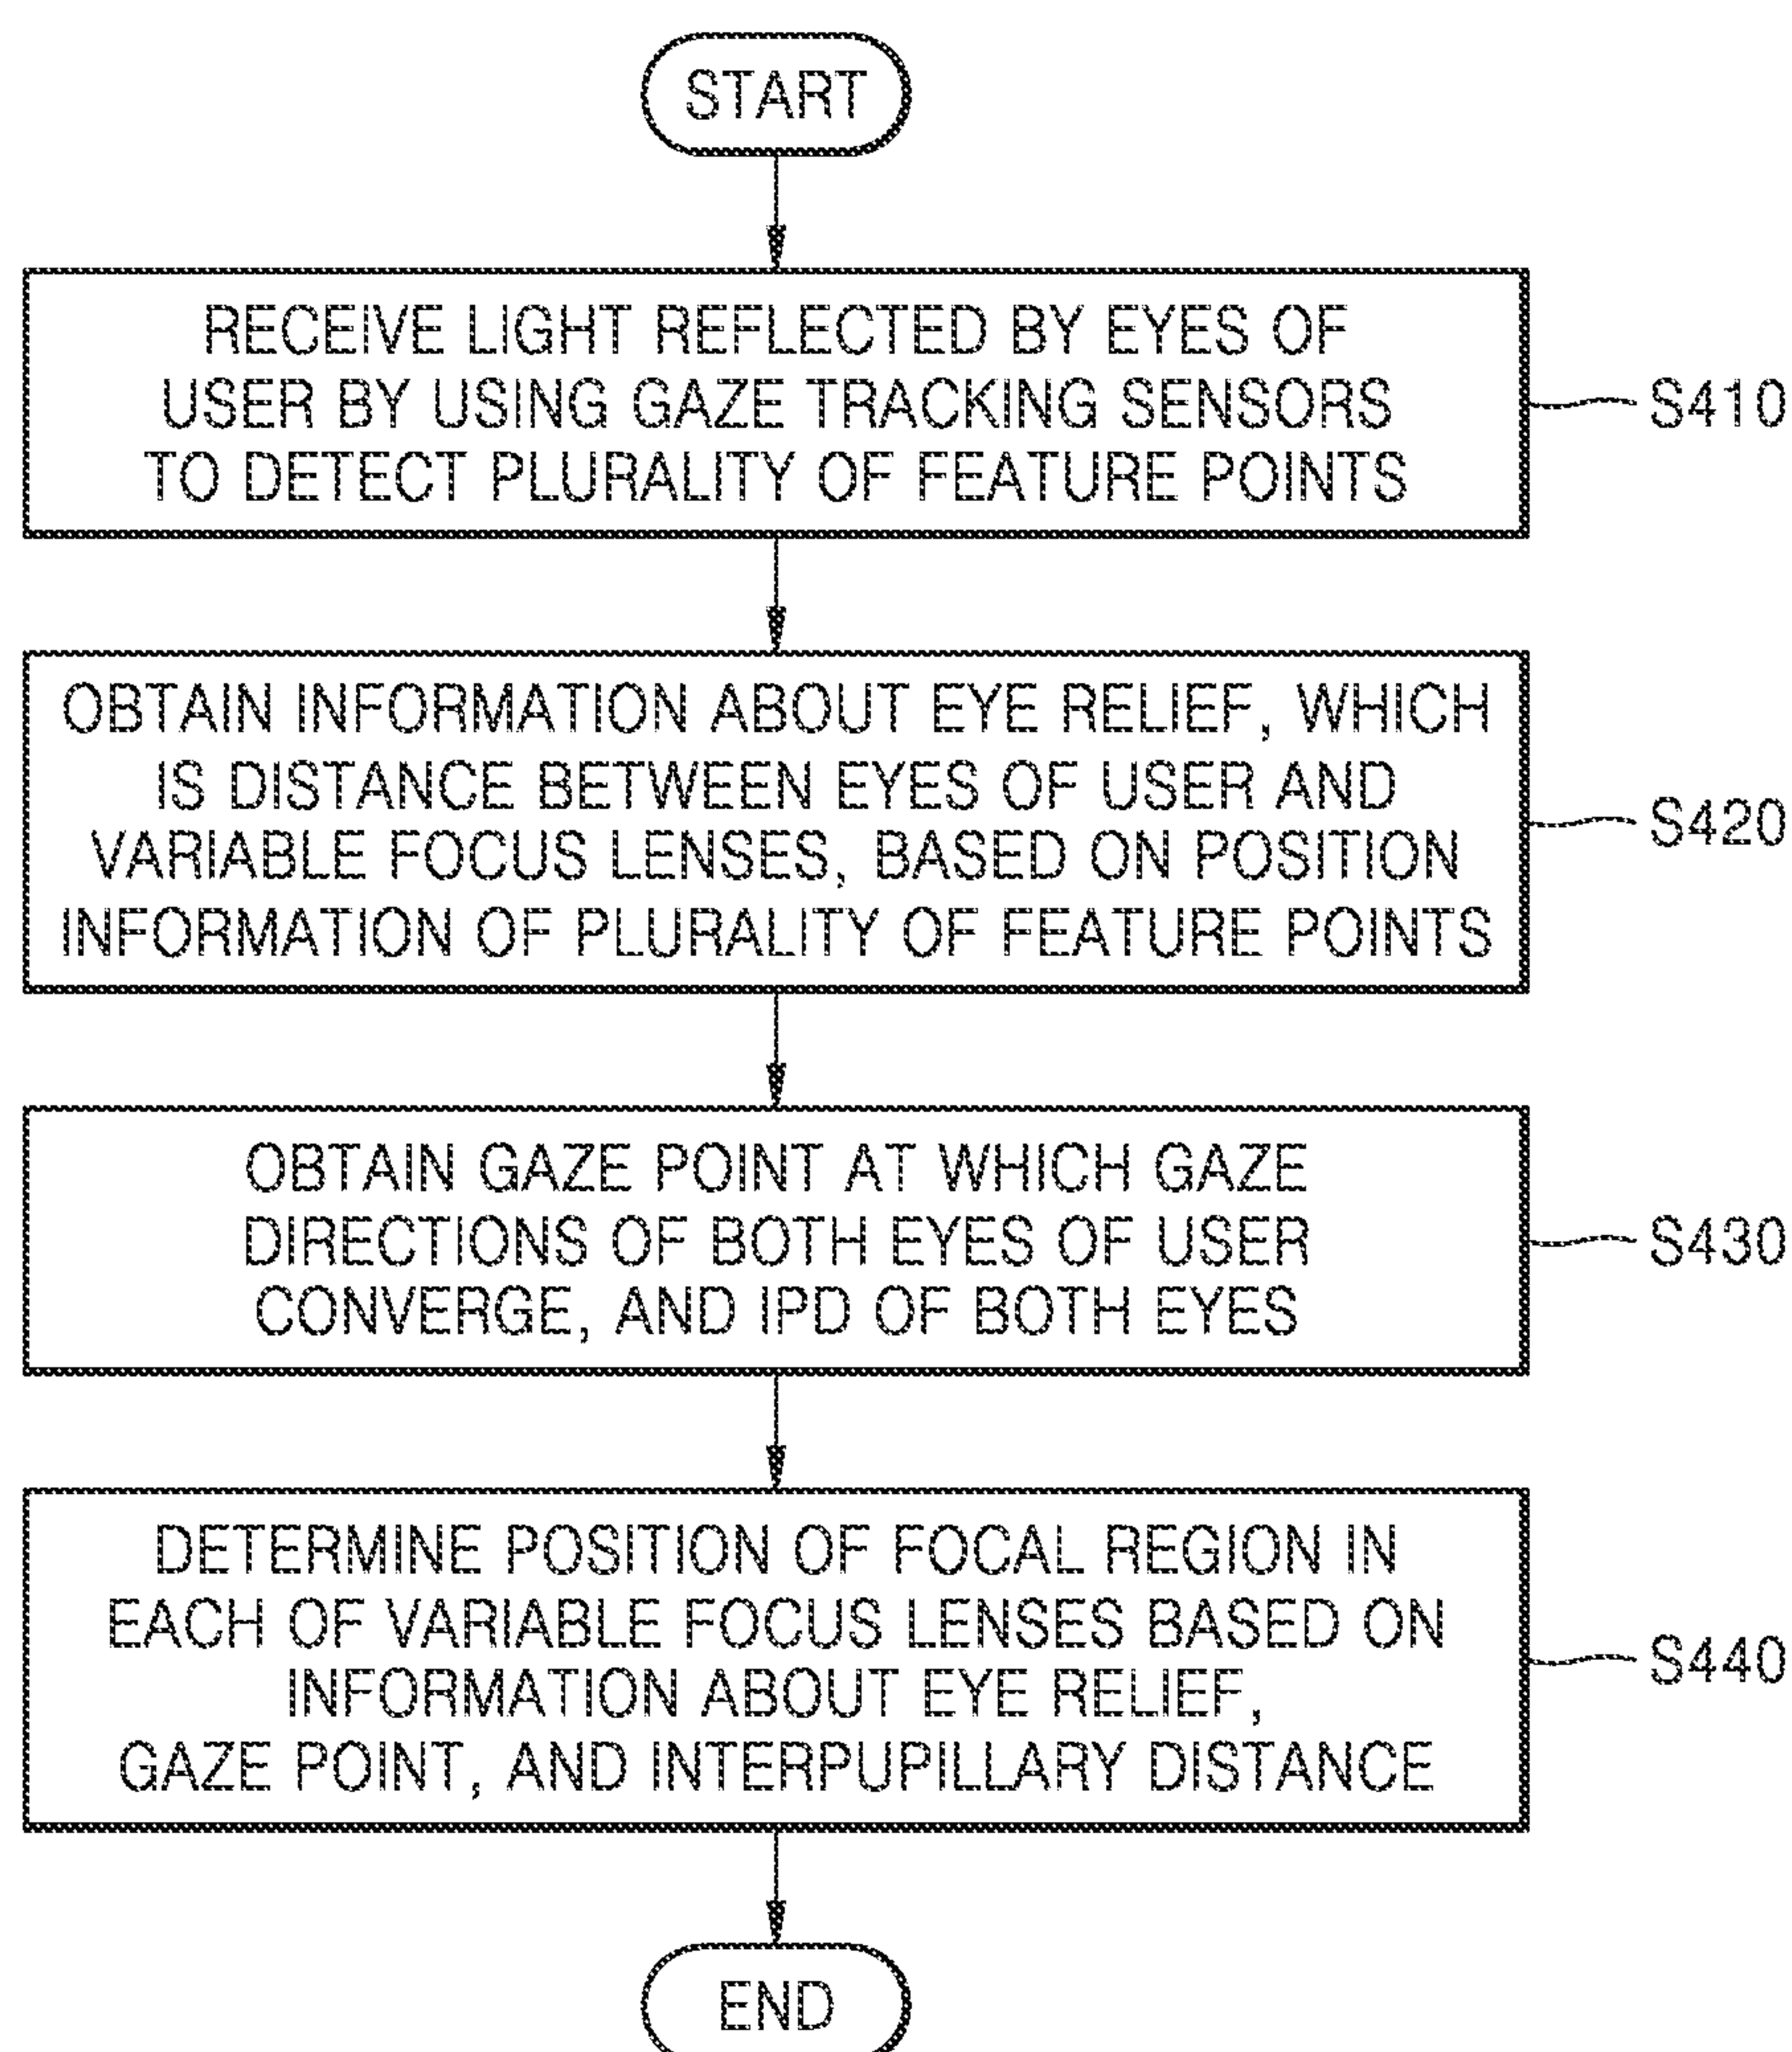 START
RECEIVE LIGHT REFLECTED BY EYES OF
USER BY USING GAZE TRACKING SENSORS
TO DETECT PLURALITY OF FEATURE POINTS
S410
OBTAIN INFORMATION ABOUT EYE RELIEF, WHICH
IS DISTANCE BETWEEN EYES OF USER AND
VARIABLE FOCUS LENSES, BASED ON POSITION
INFORMATION OF PLURALITY OF FEATURE POINTS
S420
OBTAIN GAZE POINT AT WHICH GAZE
DIRECTIONS OF BOTH EYES OF USER
CONVERGE, AND IPD OF BOTH EYES
S430
DETERMINE POSITION OF FOCAL REGION IN
EACH OF VARIABLE FOCUS LENSES BASED ON
INFORMATION ABOUT EYE RELIEF,
GAZE POINT, AND INTERPUPILLARY DISTANCE
S440
END